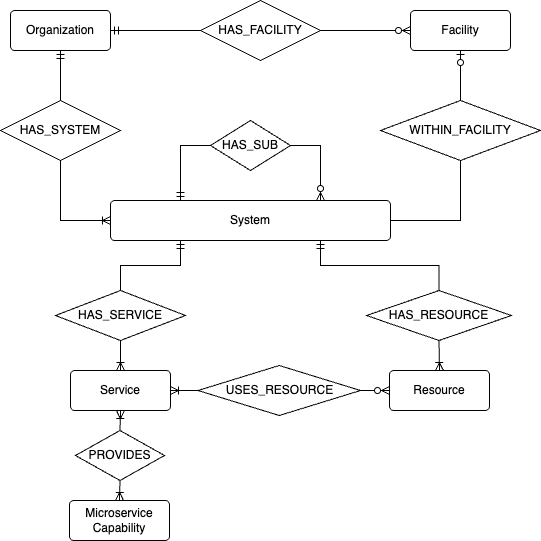 Organization
HAS_FACILITY
Facility
HAS_SYSTEM
WITHIN_FACILITY
HAS_SUB
System
HAS_SERVICE
HAS_RESOURCE
Service
USES_RESOURCE
Resource
PROVIDES
Microservice
Capability